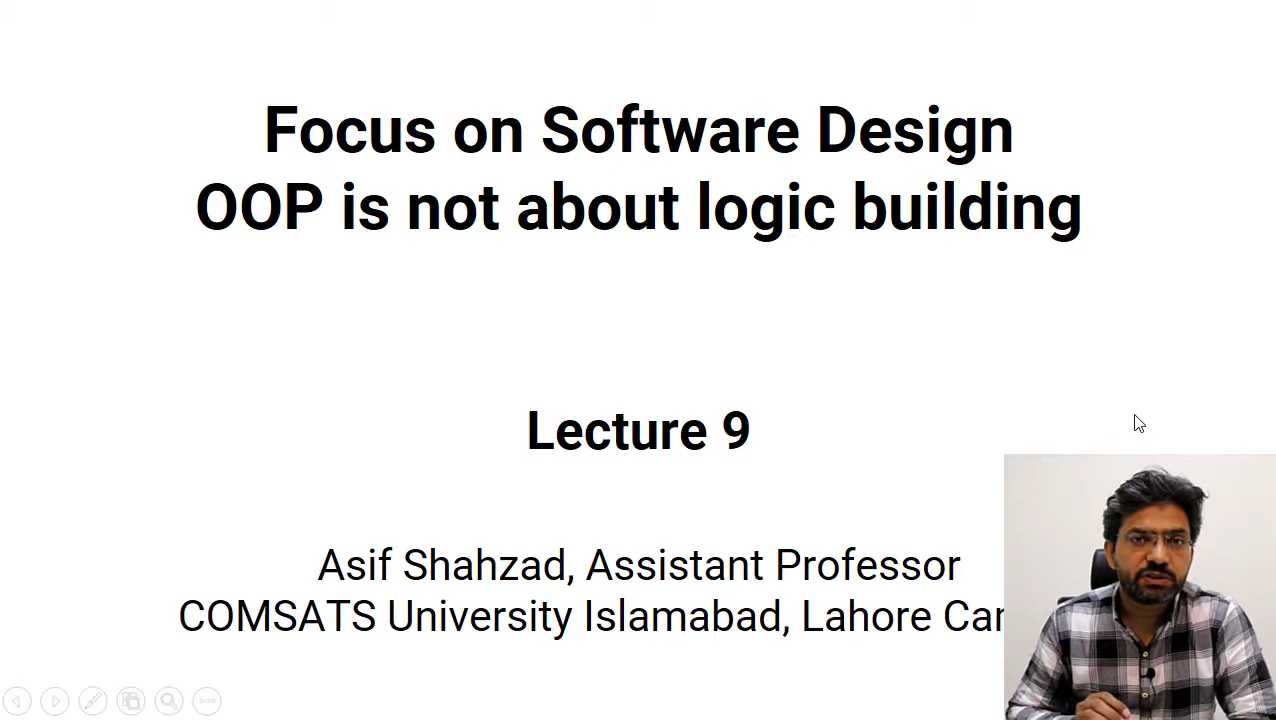 Focus on Software Design
OOP is not about logic building
Lecture 9
Asif Shahzad, Assistant Professor
COMSATS University Islamabad, Lahore